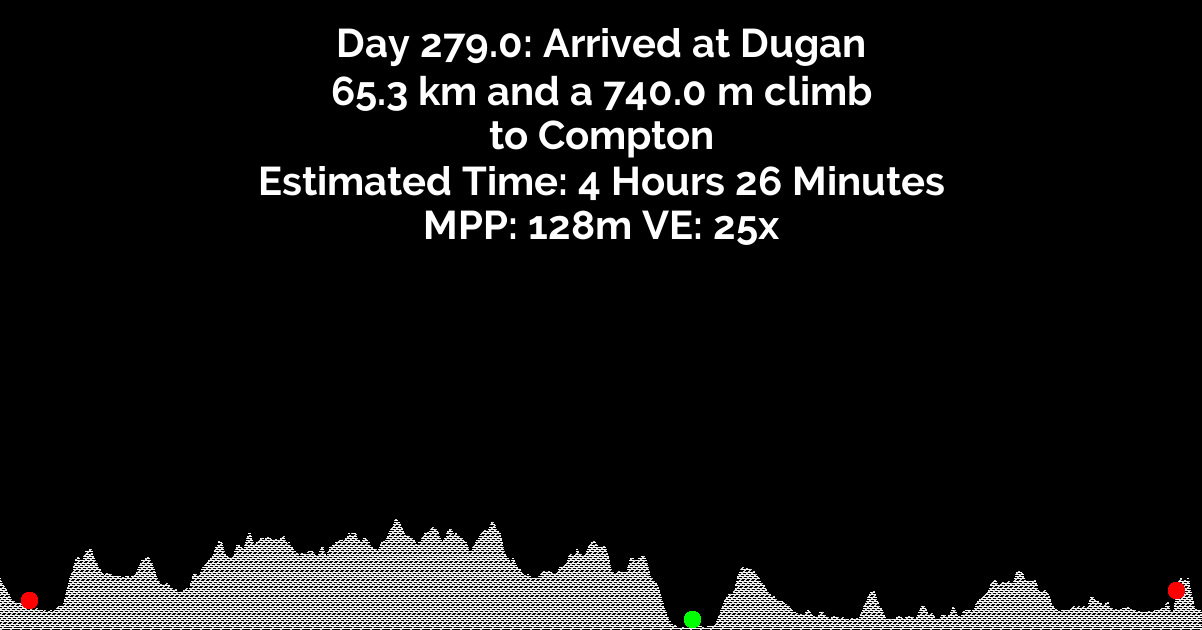 Day 279.0: Arrived at Dugan
65.3 km and a 740.0 m climb
to Compton
Estimated Time: 4 Hours 26 Minutes
MPP: 128m VE: 25x